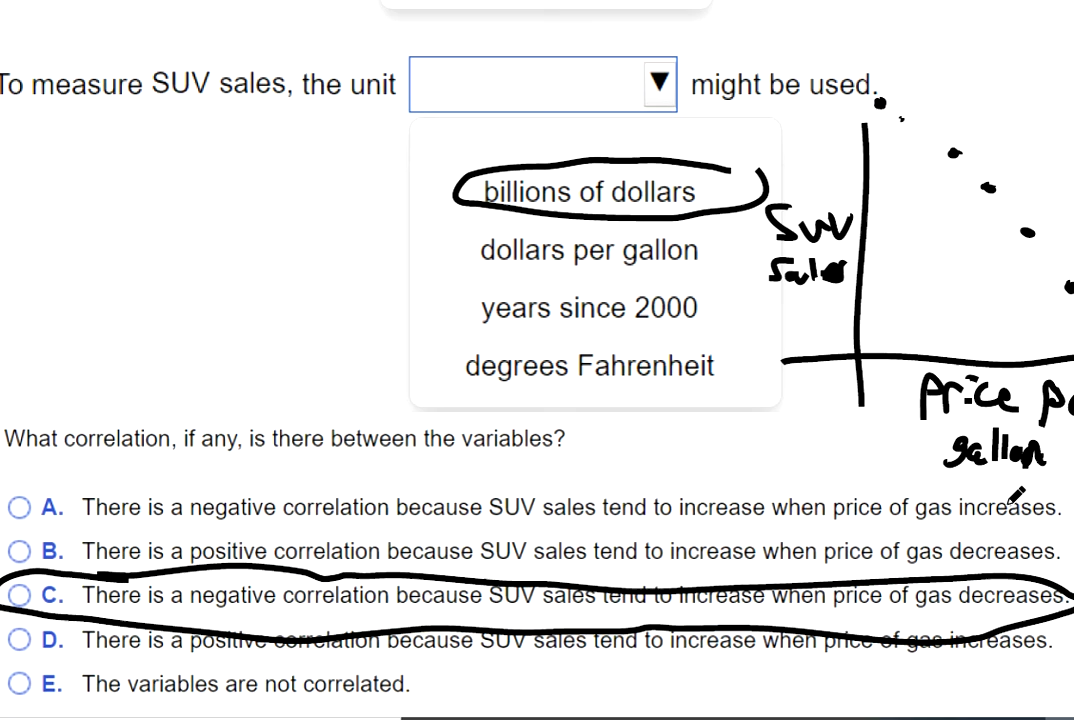 To measure SUV sales, the unit ▼ might be used.
billions of dollars
dollars per gallon
years since 2000
degrees Fahrenheit
SUV
Sales
Price
gallon
What correlation, if any, is there between the variables?
A. There is a negative correlation because SUV sales tend to increase when price of gas increases.
B. There is a positive correlation because SUV sales tend to increase when price of gas decreases.
C. There is a negative correlation because SUV sales tend to increase when price of gas decreases.
D. There is a positive correlation because SUV sales tend to increase when price of gas increases.
E. The variables are not correlated.